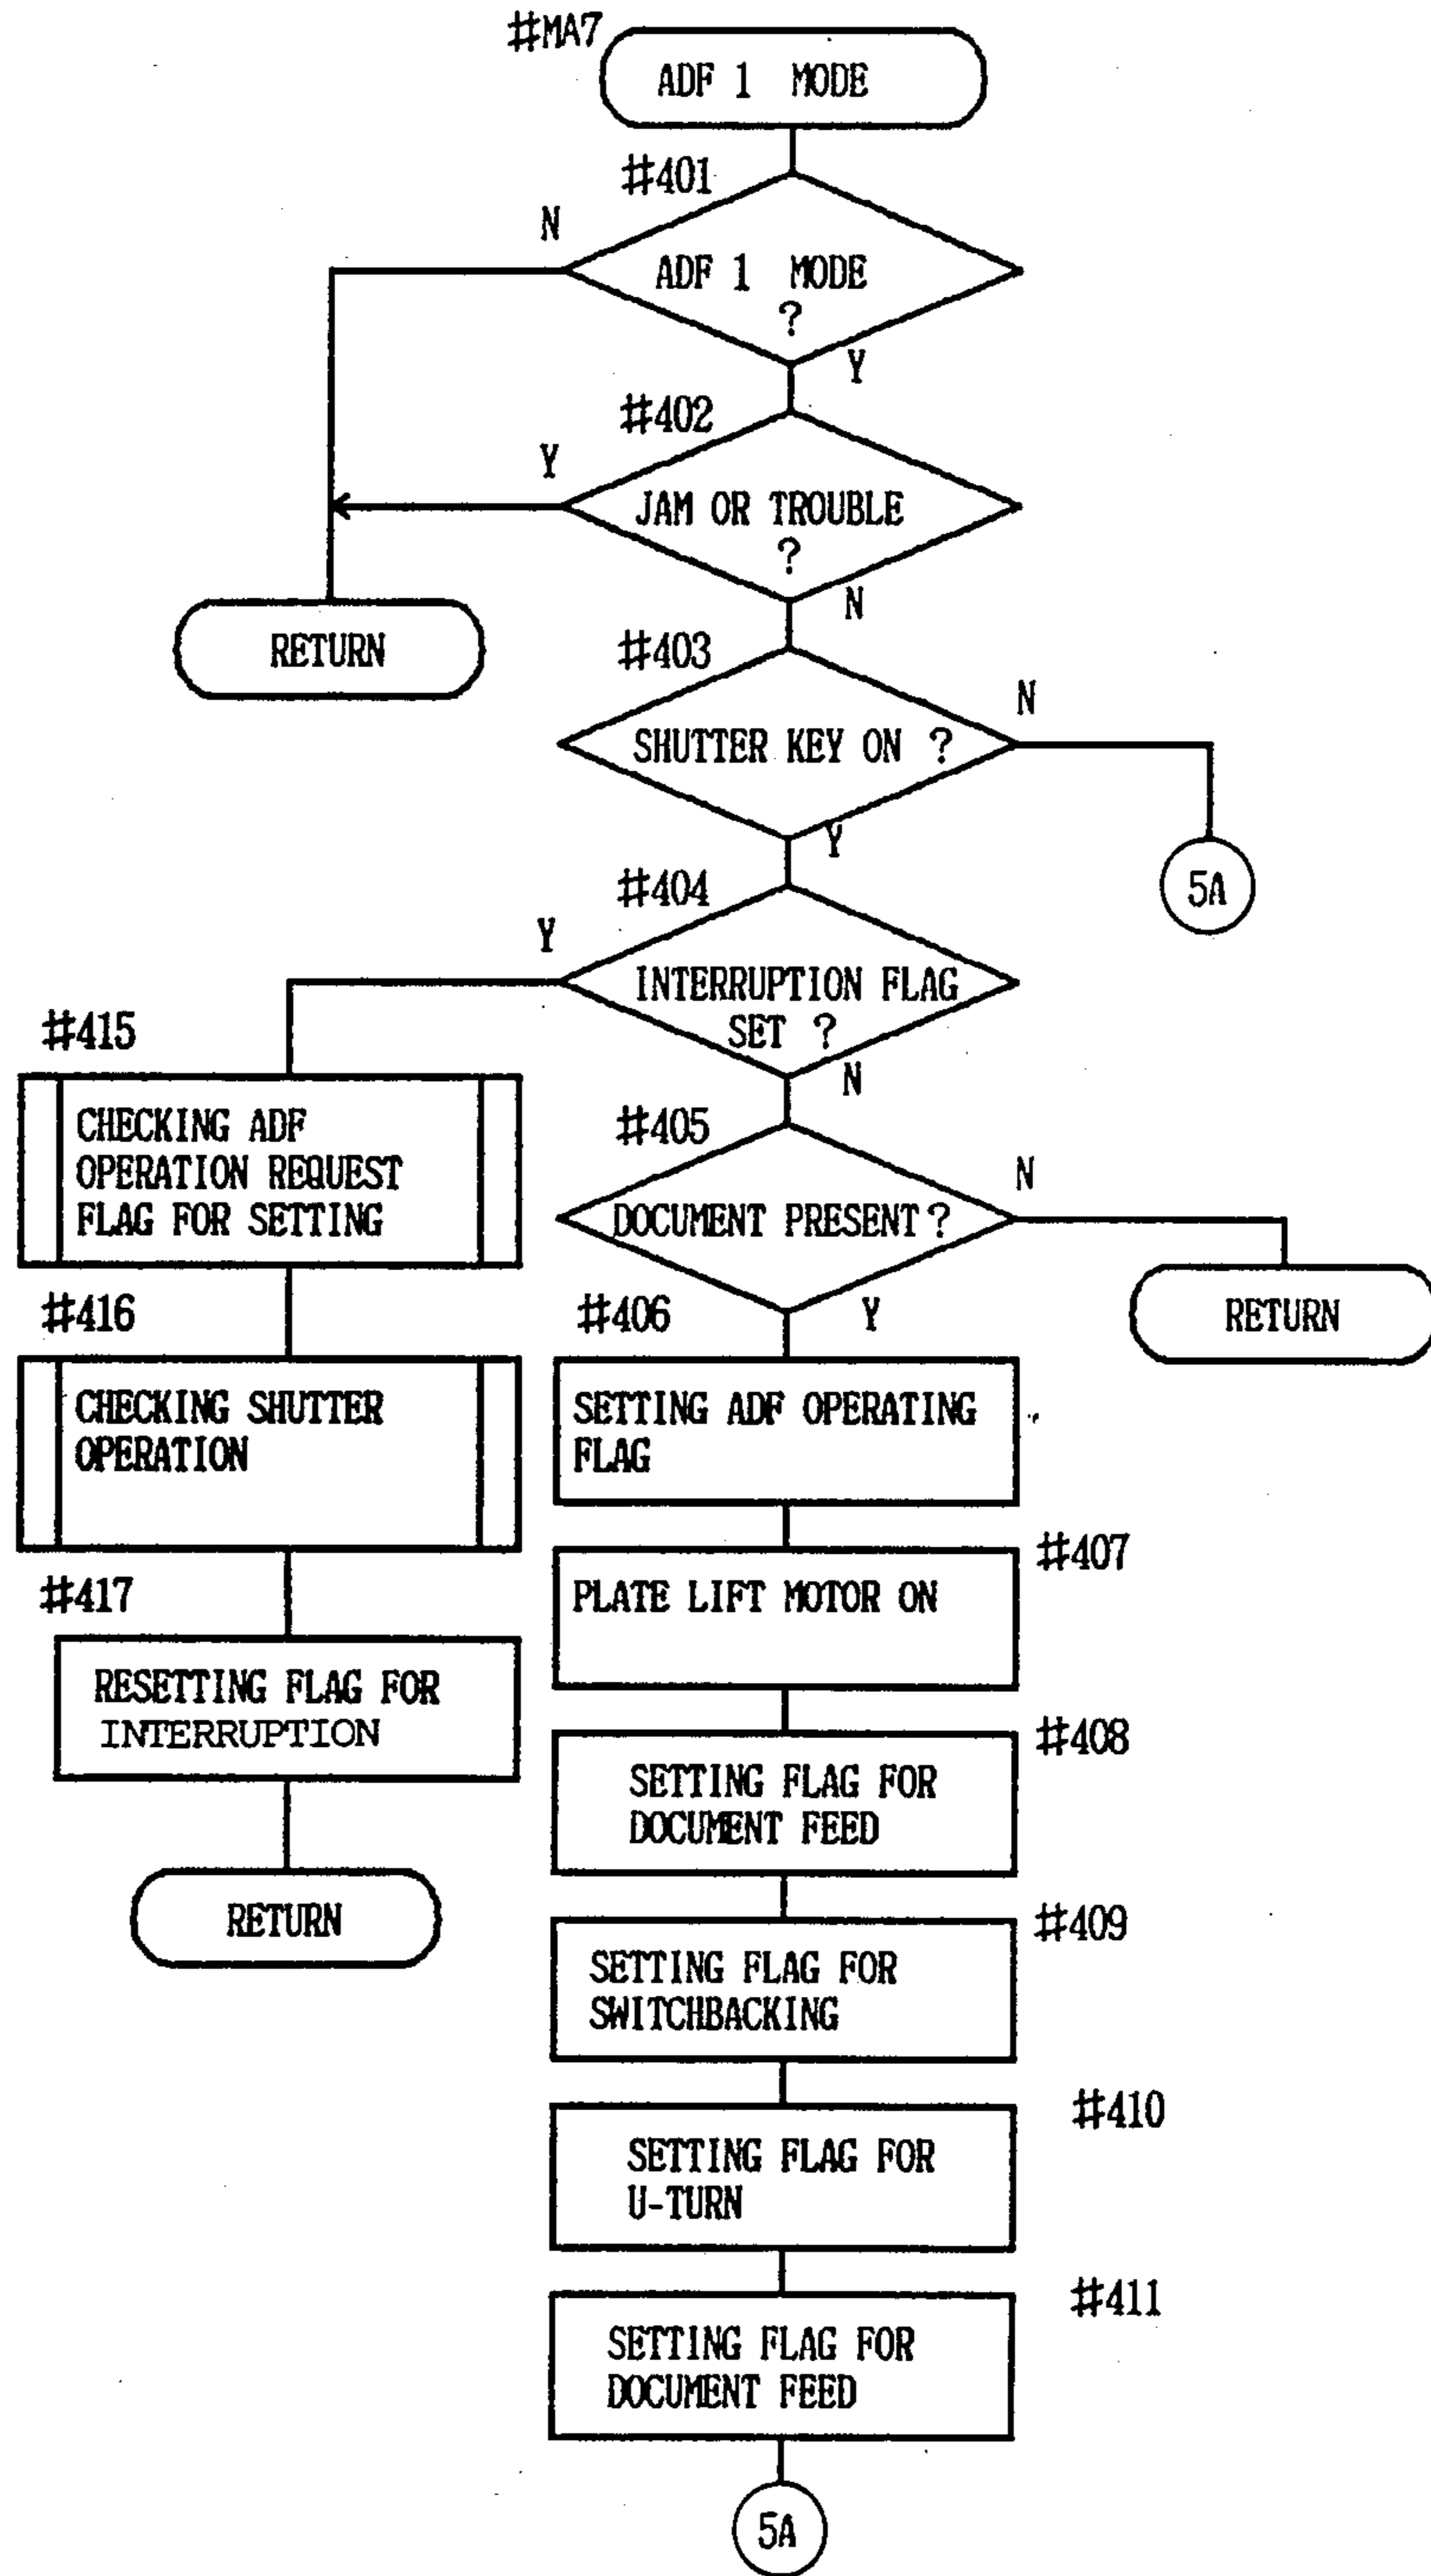 #MA7
ADF 1 MODE
#401
N
ADF 1 MODE
?
Y
#402
Y
JAM OR TROUBLE
?
N
RETURN
#403
N
SHUTTER KEY ON ?
Y
5A
#404
Y
INTERRUPTION FLAG
SET ?
N
#415
CHECKING ADF
OPERATION REQUEST
FLAG FOR SETTING
#405
N
DOCUMENT PRESENT?
Y
RETURN
#416
CHECKING SHUTTER
OPERATION
#406
SETTING ADF OPERATING
FLAG
#407
PLATE LIFT MOTOR ON
#417
RESETTING FLAG FOR
INTERRUPTION
RETURN
#408
SETTING FLAG FOR
DOCUMENT FEED
#409
SETTING FLAG FOR
SWITCHBACKING
#410
SETTING FLAG FOR
U-TURN
#411
SETTING FLAG FOR
DOCUMENT FEED
5A